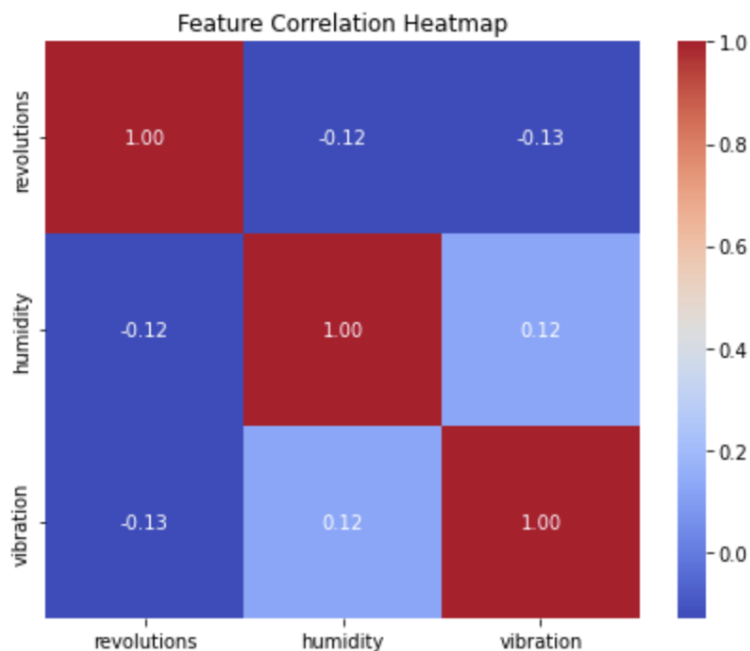 Feature Correlation Heatmap
revolutions
1.00
-0.12
-0.13
humidity
-0.12
1.00
0.12
vibration
-0.13
0.12
1.00
revolutions
humidity
vibration
1.0
0.8
0.6
0.4
0.2
0.0